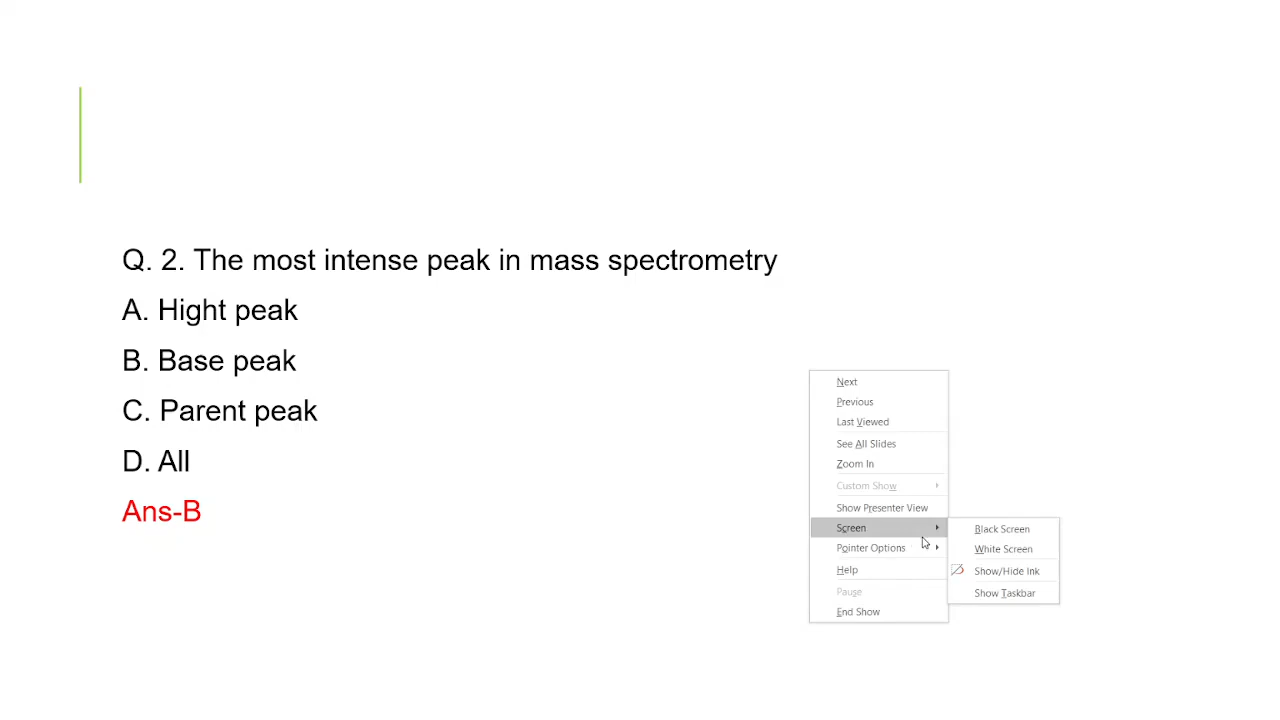 Q. 2. The most intense peak in mass spectrometry
A. Hight peak
B. Base peak
C. Parent peak
D. All
Ans-B
Next
Previous
Last Viewed
See All Slides
Zoom In
Custom Show
Show Presenter View
Screen
Pointer Options
Help
Pause
End Show
Black Screen
White Screen
Show/Hide Ink
Show Taskbar